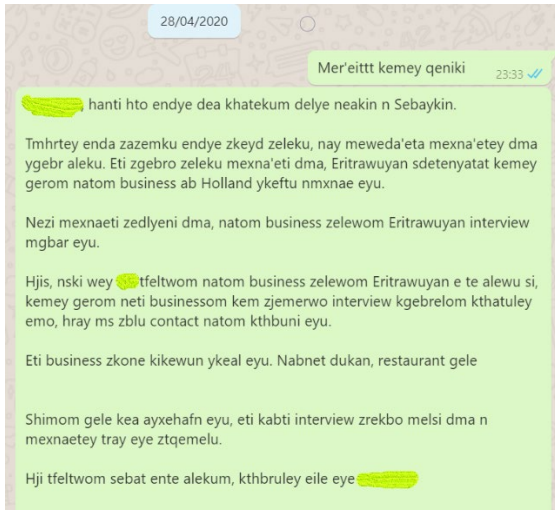 28/04/2020
Mer'eittt kemey qeniki
23:33
hanti hto endye dea khatekum delye neakin n Sebaykin.
Tmhrtey enda zazemku endye zkeyd zeleku, nay meweda'eta mexna'etey dma
ygebr aleku. Eti zgebro zeleku mexna'eti dma, Eritrawuyan sdetenyatat kemey
gerom natom business ab Holland ykeftu nmxnae eyu.
Nezi mexnaeti zedlyeni dma, natom business zelewom Eritrawuyan interview
mgbar eyu.
Hjis, nski wey tfeltwom natom business zelewom Eritrawuyan e te alewu si,
kemey gerom neti businessom kem zjemerwo interview kgebrelom kthatuley
emo, hray ms zblu contact natom kthbuni eyu.
Eti business zkone kikewun ykeal eyu. Nabnet dukan, restaurant gele
Shimom gele kea ayxehafn eyu, eti kabti interview zrekbo melsi dma n
mexnaetey tray eye ztqemelu.
Hji tfeltwom sebat ente alekum, kthbruley eile eye